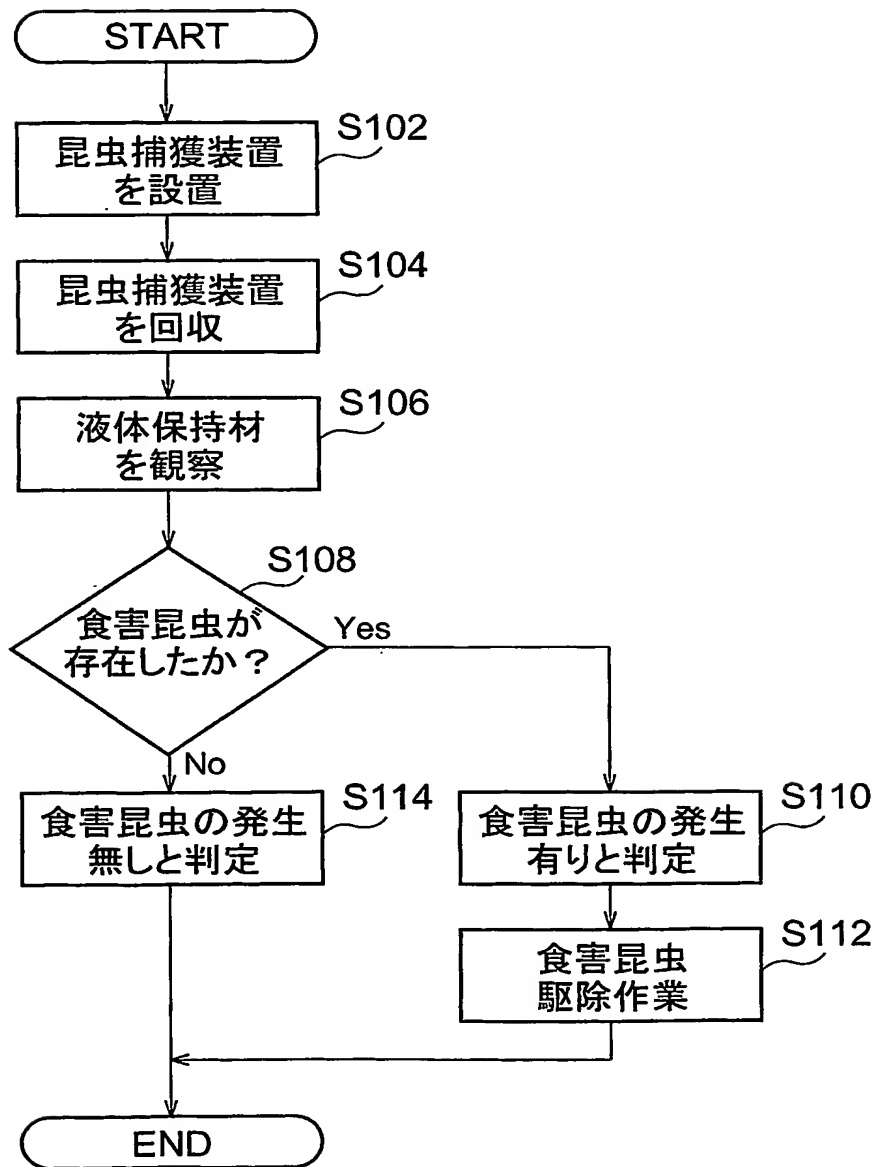 START
S102
昆虫捕獲装置
を設置
S104
昆虫捕獲装置
を回収
S106
液体保持材
を観察
S108
食害昆虫が
存在したか？
Yes
No
S114
食害昆虫の発生
無しと判定
S110
食害昆虫の発生
有りと判定
S112
食害昆虫
駆除作業
END